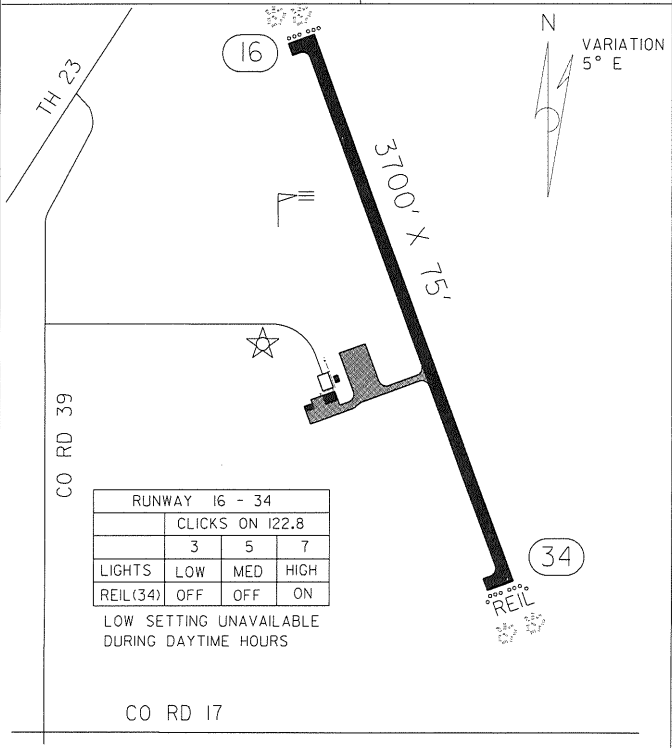 16
N
VARIATION
5° E
TH 23
3700' X 75'
CO RD 39
RUNWAY 16 - 34
CLICKS ON 122.8
3 5 7
LIGHTS LOW MED HIGH
REIL(34) OFF OFF ON
LOW SETTING UNAVAILABLE
DURING DAYTIME HOURS
34
REIL
CO RD 17